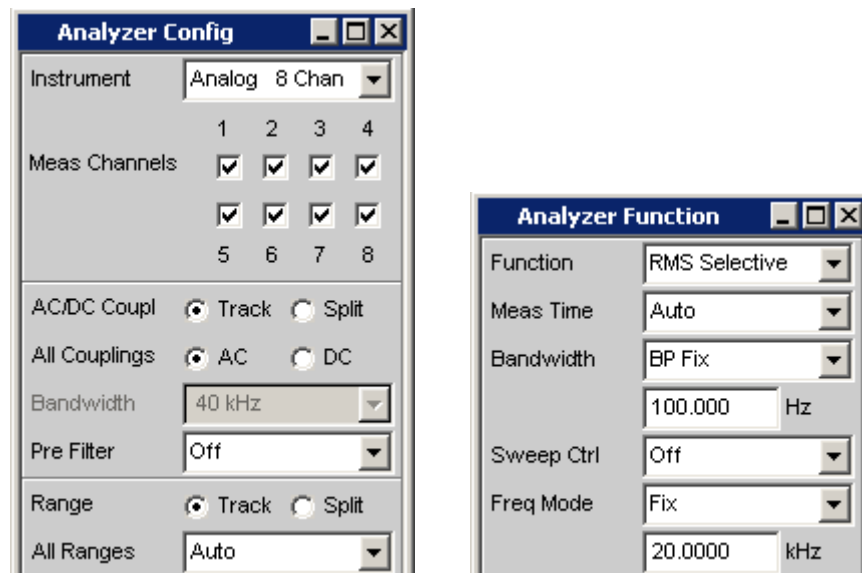 Analyzer Config
Instrument Analog 8 Chan
1 2 3 4
Meas Channels
5 6 7 8
AC/DC Coupl Track Split
All Couplings AC DC
Bandwidth 40 kHz
Pre Filter Off
Range Track Split
All Ranges Auto
Analyzer Function
Function RMS Selective
Meas Time Auto
Bandwidth BP Fix
100.000 Hz
Sweep Ctrl Off
Freq Mode Fix
20.0000 kHz